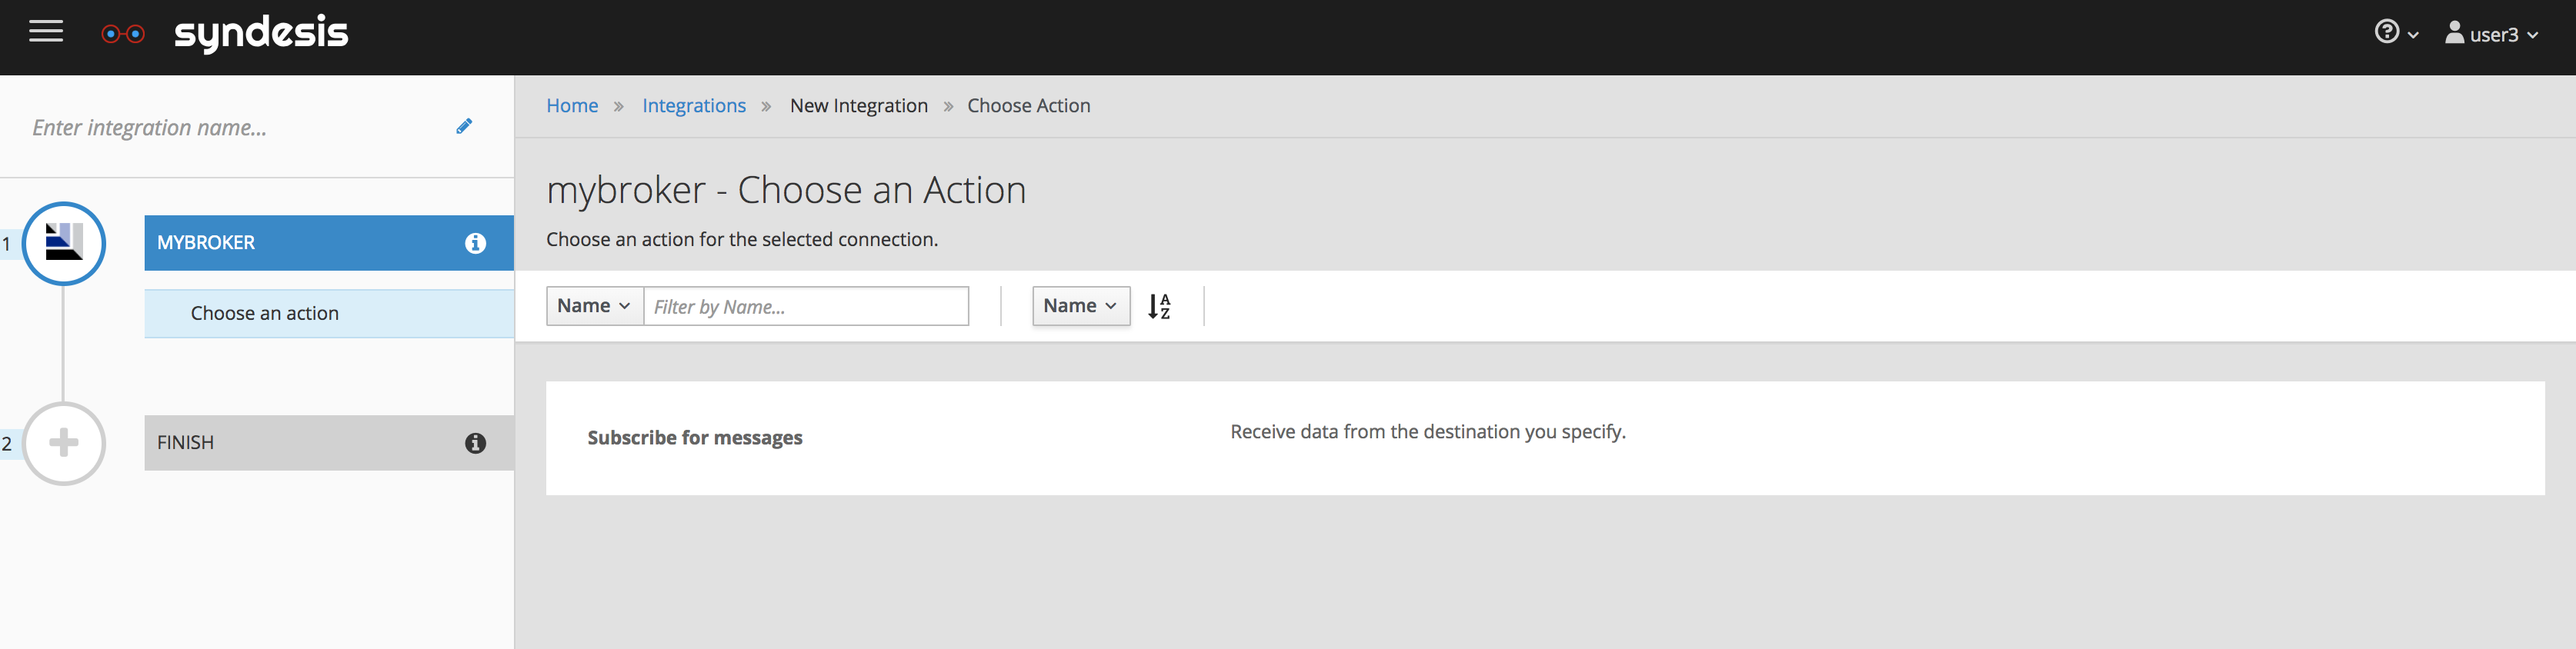 syndesis
user3
Enter integration name...
1
MYBROKER
Choose an action
2
FINISH
Home » Integrations » New Integration » Choose Action
mybroker - Choose an Action
Choose an action for the selected connection.
Name Filter by Name... Name A Z
Subscribe for messages Receive data from the destination you specify.